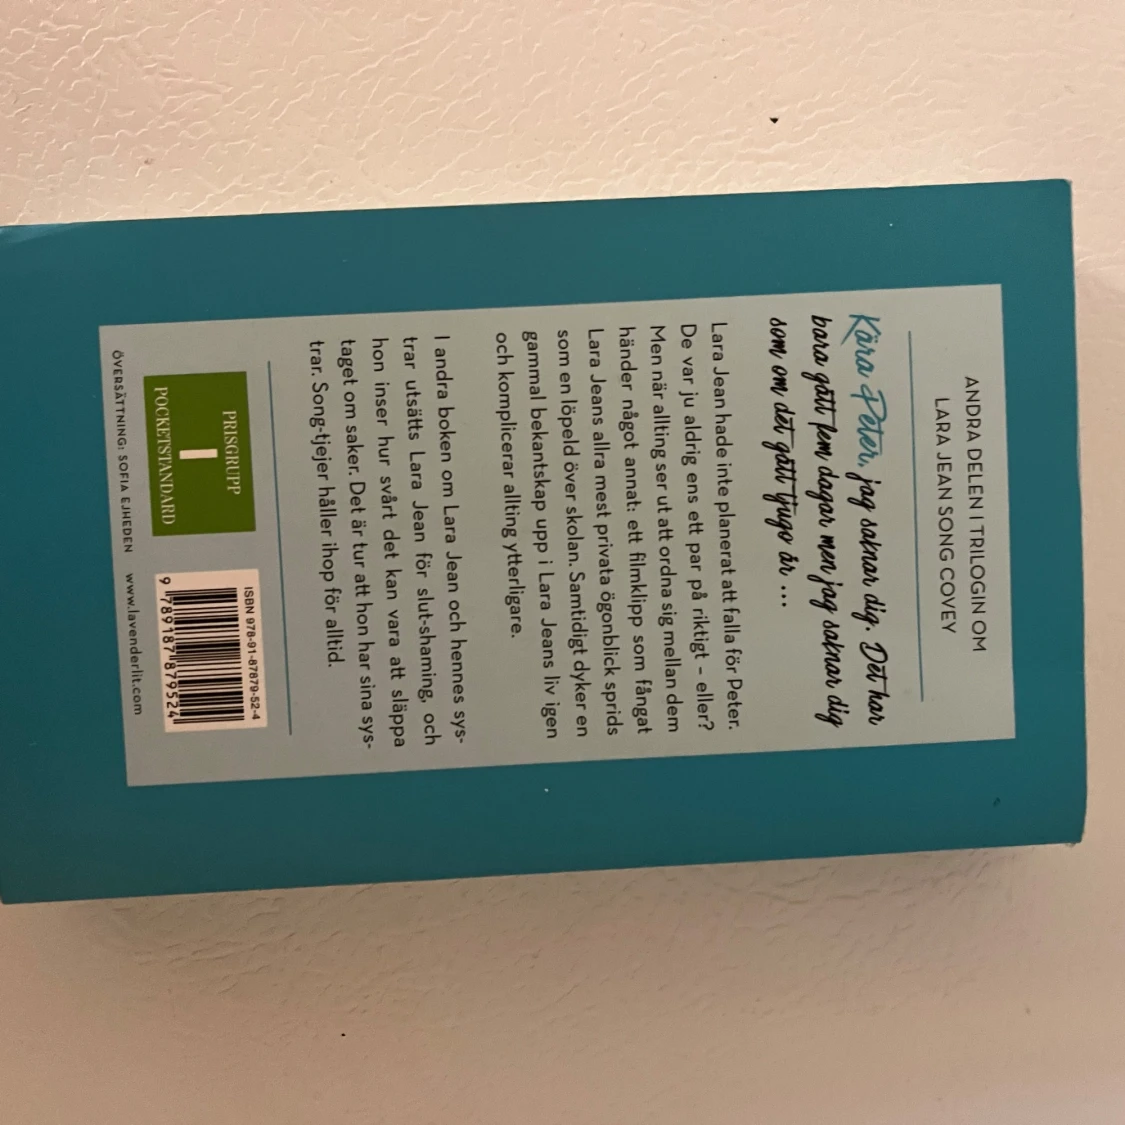 ANDRA DELEN I TRILOGIN OM
LARA JEAN SONG COVEY
Kära Peter, jag saknar dig. Det har
bara gått fem dagar men jag saknar dig
som om det gått tjugo år ...
Lara Jean hade inte planerat att falla för Peter.
De var ju aldrig ens ett par på riktigt – eller?
Men när allting ser ut att ordna sig mellan dem
händer något annat: ett filmklipp som fångat
Lara Jeans allra mest privata ögonblick sprids
som en löpeld över skolan. Samtidigt dyker en
gammal bekantskap upp i Lara Jeans liv igen
och komplicerar allting ytterligare.
I andra boken om Lara Jean och hennes sys-
trar utsätts Lara Jean för slut-shaming, och
hon inser hur svårt det kan vara att släppa
taget om saker. Det är tur att hon har sina sys-
trar. Song-tjejer håller ihop för alltid.
PRISGRUPP
1
POCKETSTANDARD
ISBN 978-91-87879-52-4
9 789187 879524
ÖVERSÄTTNING: SOFIA EJHEDEN www.lavenderlit.com